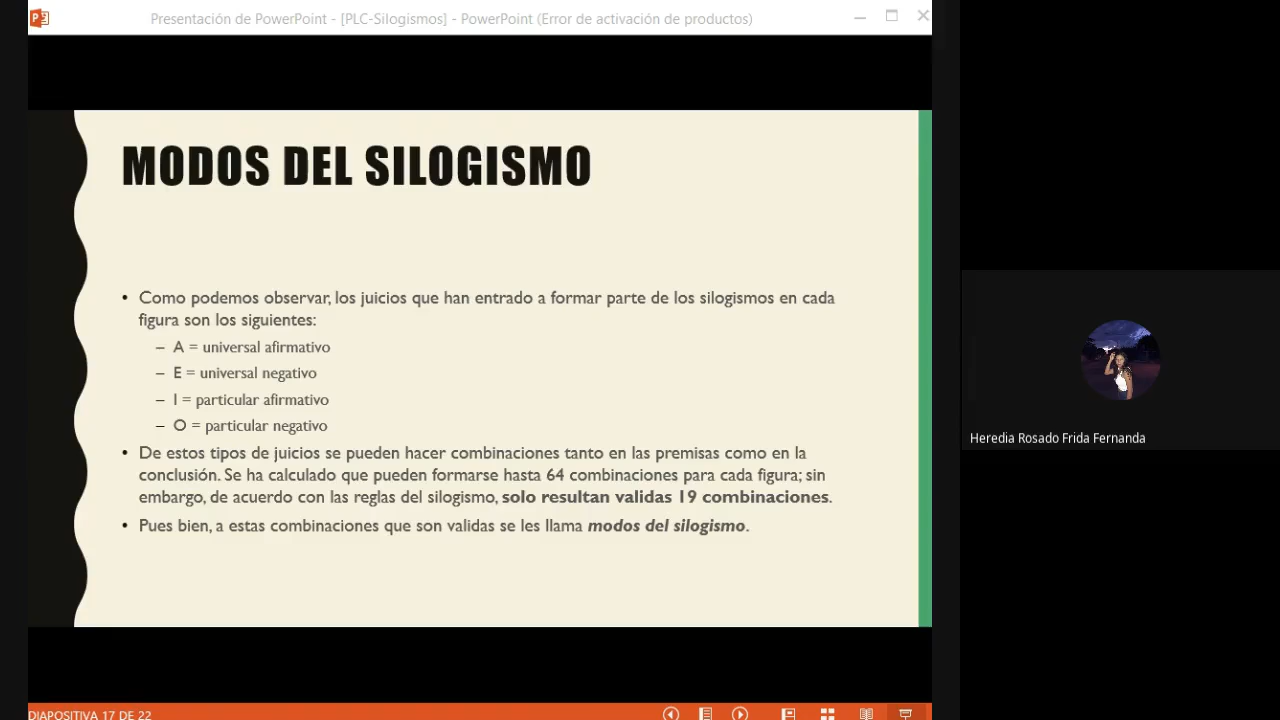 Presentación de PowerPoint - [PLC-Silogismos] - PowerPoint (Error de activación de productos)
MODOS DEL SILOGISMO
• Como podemos observar, los juicios que han entrado a formar parte de los silogismos en cada
figura son los siguientes:
– A = universal afirmativo
– E = universal negativo
– I = particular afirmativo
– O = particular negativo
• De estos tipos de juicios se pueden hacer combinaciones tanto en las premisas como en la
conclusión. Se ha calculado que pueden formarse hasta 64 combinaciones para cada figura; sin
embargo, de acuerdo con las reglas del silogismo, solo resultan validas 19 combinaciones.
• Pues bien, a estas combinaciones que son validas se les llama modos del silogismo.
Heredia Rosado Frida Fernanda
DIAPOSITIVA 17 DE 22